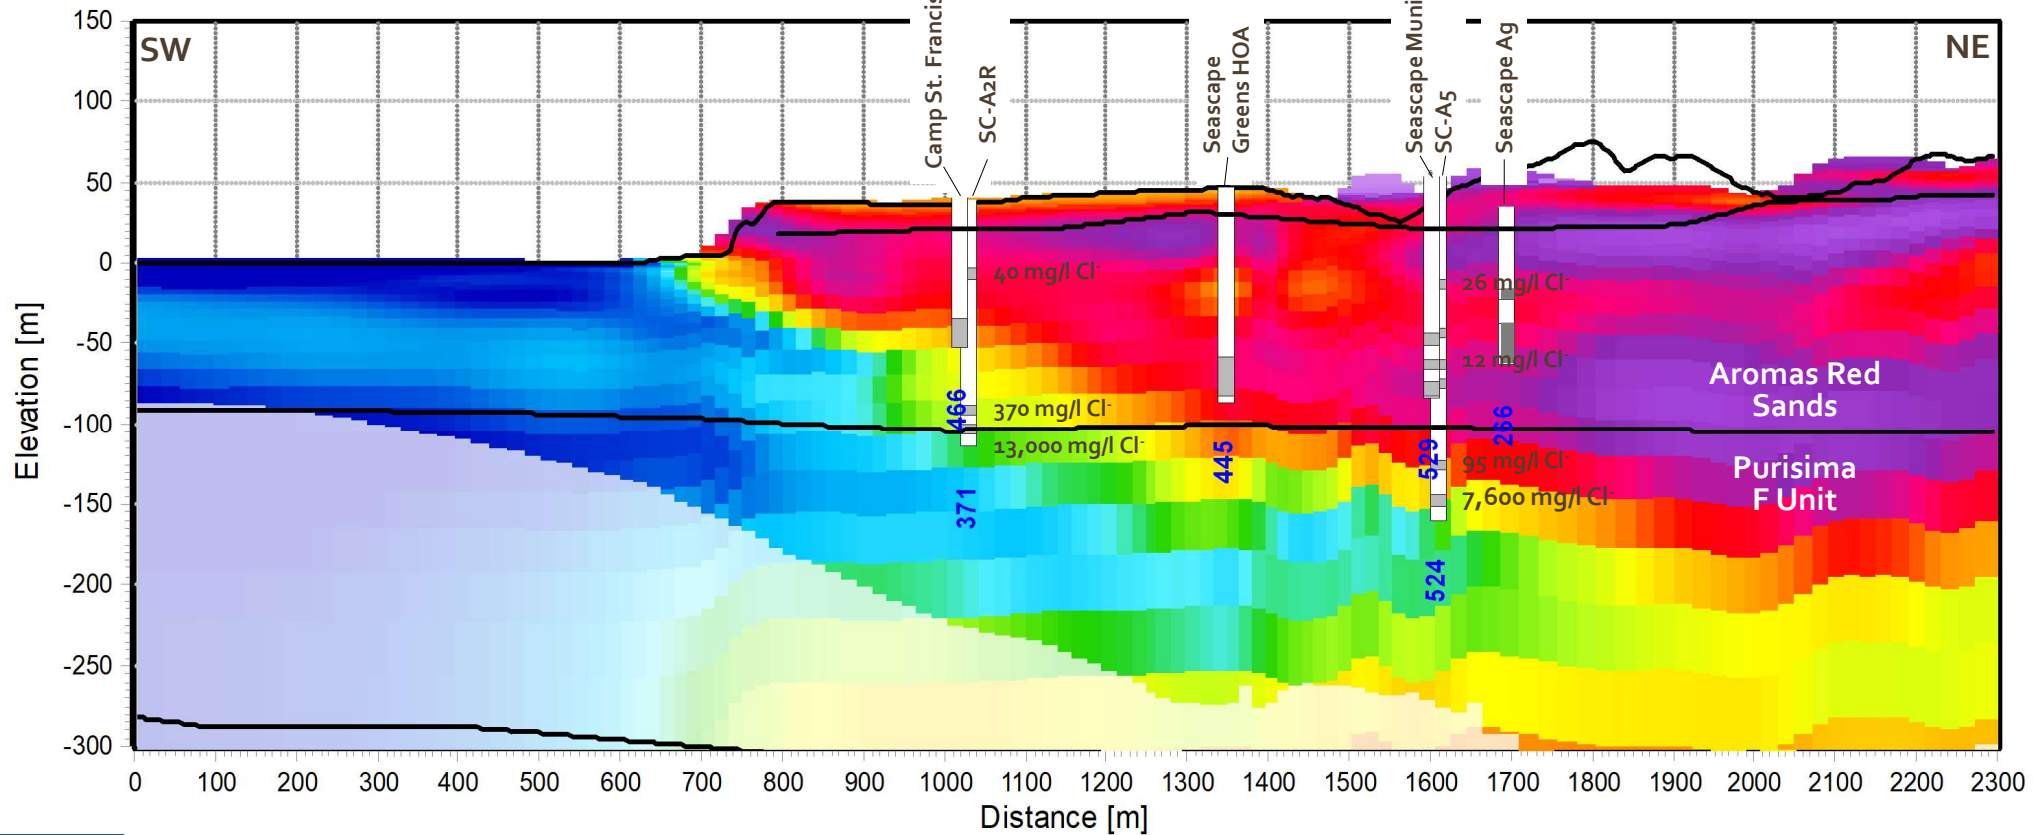 SW
NE
Camp St. Francis
SC-A2R
Seascape
Greens HOA
Seascape Muni
SC-A5
Seascape Ag
Elevation [m]
150
100
50
0
-50
-100
-150
-200
-250
-300
40 mg/l Cl-
370 mg/l Cl-
13,000 mg/l Cl-
26 mg/l Cl-
12 mg/l Cl-
95 mg/l Cl-
7,600 mg/l Cl-
466
371
445
529
524
266
Aromas Red
Sands
Purisima
F Unit
0 100 200 300 400 500 600 700 800 900 1000 1100 1200 1300 1400 1500 1600 1700 1800 1900 2000 2100 2200 2300
Distance [m]